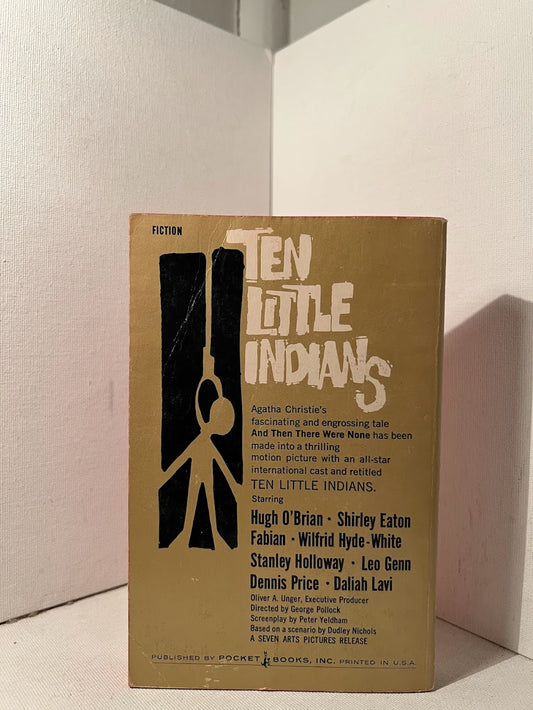 FICTION
TEN
LITTLE
INDIANS
Agatha Christie's
fascinating and engrossing tale
And Then There Were None has been
made into a thrilling
motion picture with an all-star
international cast and retitled
TEN LITTLE INDIANS.
Starring
Hugh O'Brian • Shirley Eaton
Fabian • Wilfrid Hyde-White
Stanley Holloway • Leo Genn
Dennis Price • Daliah Lavi
Oliver A. Unger, Executive Producer
Directed by George Pollock
Screenplay by Peter Yeldham
Based on a scenario by Dudley Nichols
A SEVEN ARTS PICTURES RELEASE
PUBLISHED BY POCKET BOOKS, INC. PRINTED IN U.S.A.